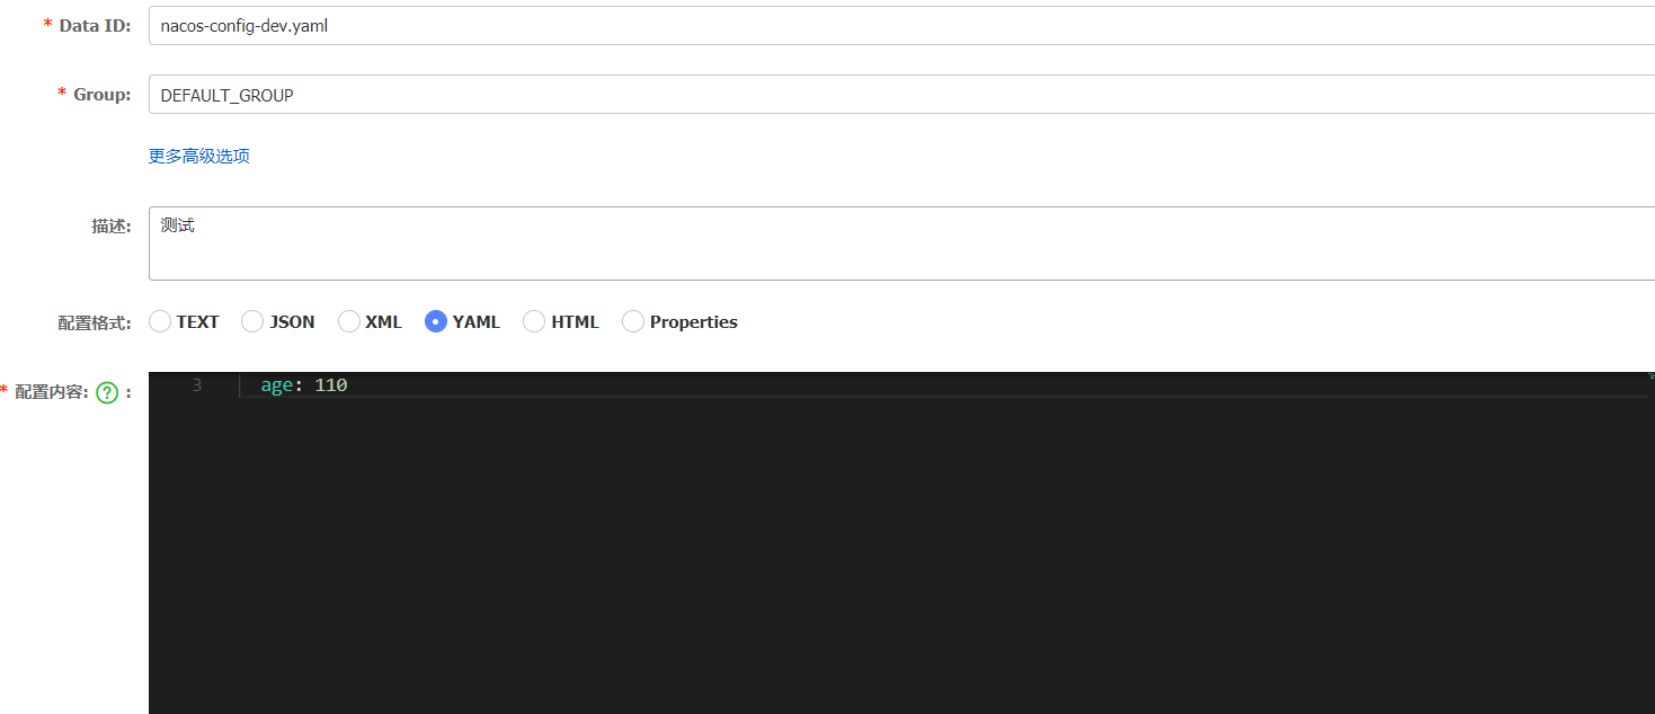 * Data ID: nacos-config-dev.yaml
* Group: DEFAULT_GROUP
更多高级选项
描述: 测试
配置格式: TEXT JSON XML YAML HTML Properties
* 配置内容: ? : 3 age: 110